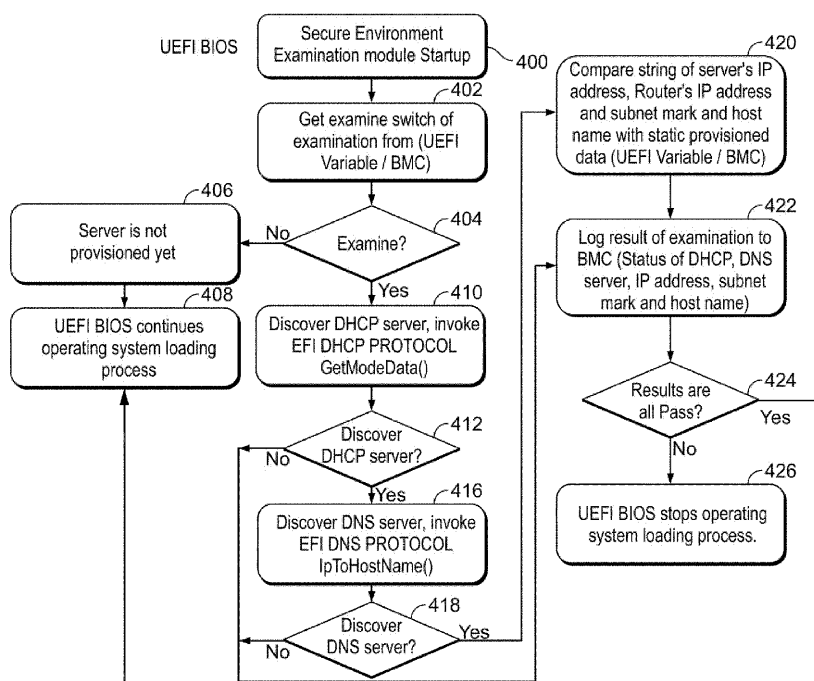 UEFI BIOS
Secure Environment
Examination module Startup
400
402
Get examine switch of
examination from (UEFI
Variable / BMC)
404
Examine?
No
Yes
406
Server is not
provisioned yet
408
UEFI BIOS continues
operating system loading
process
410
Discover DHCP server, invoke
EFI DHCP PROTOCOL
GetModeData()
412
Discover
DHCP server?
No
Yes
416
Discover DNS server, invoke
EFI DNS PROTOCOL
IpToHostName()
418
Discover
DNS server?
No
Yes
420
Compare string of server's IP
address, Router's IP address
and subnet mark and host
name with static provisioned
data (UEFI Variable / BMC)
422
Log result of examination to
BMC (Status of DHCP, DNS
server, IP address, subnet
mark and host name)
424
Results are
all Pass?
Yes
No
426
UEFI BIOS stops operating
system loading process.